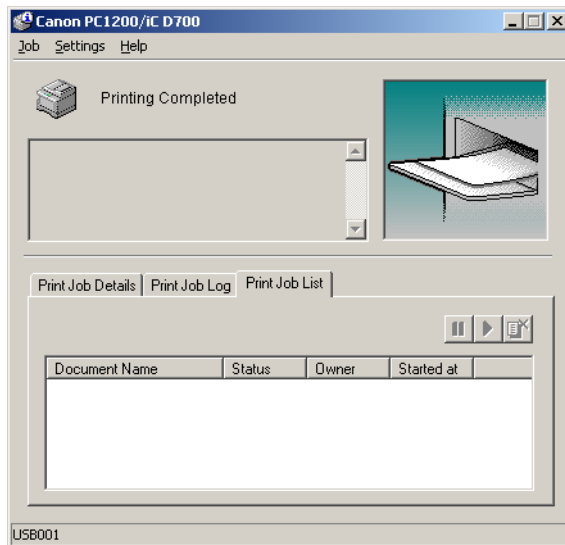 Canon PC1200/iC D700
Job Settings Help
Printing Completed
Print Job Details Print Job Log Print Job List
Document Name Status Owner Started at
USB001